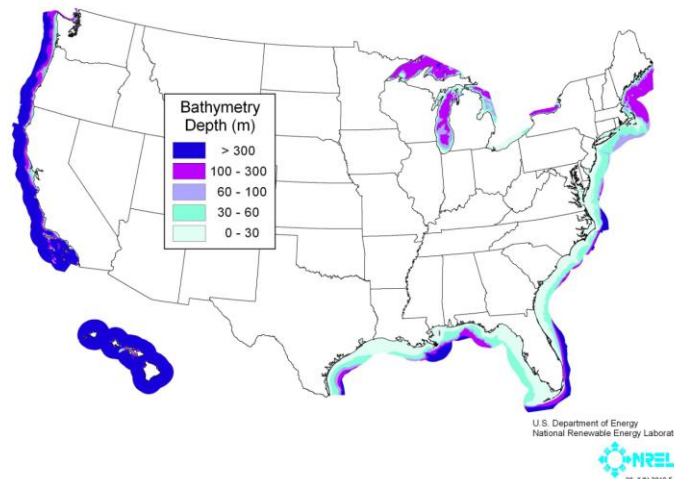 Bathymetry
Depth (m)
> 300
100 - 300
60 - 100
30 - 60
0 - 30
U.S. Department of Energy
National Renewable Energy Laborat
NREL